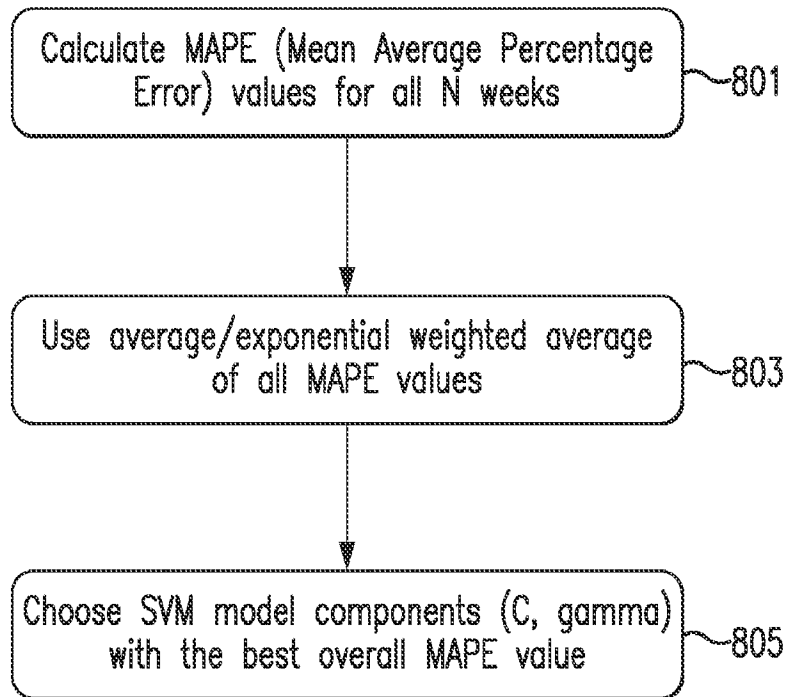 Calculate MAPE (Mean Average Percentage
Error) values for all N weeks
801
Use average/exponential weighted average
of all MAPE values
803
Choose SVM model components (C, gamma)
with the best overall MAPE value
805